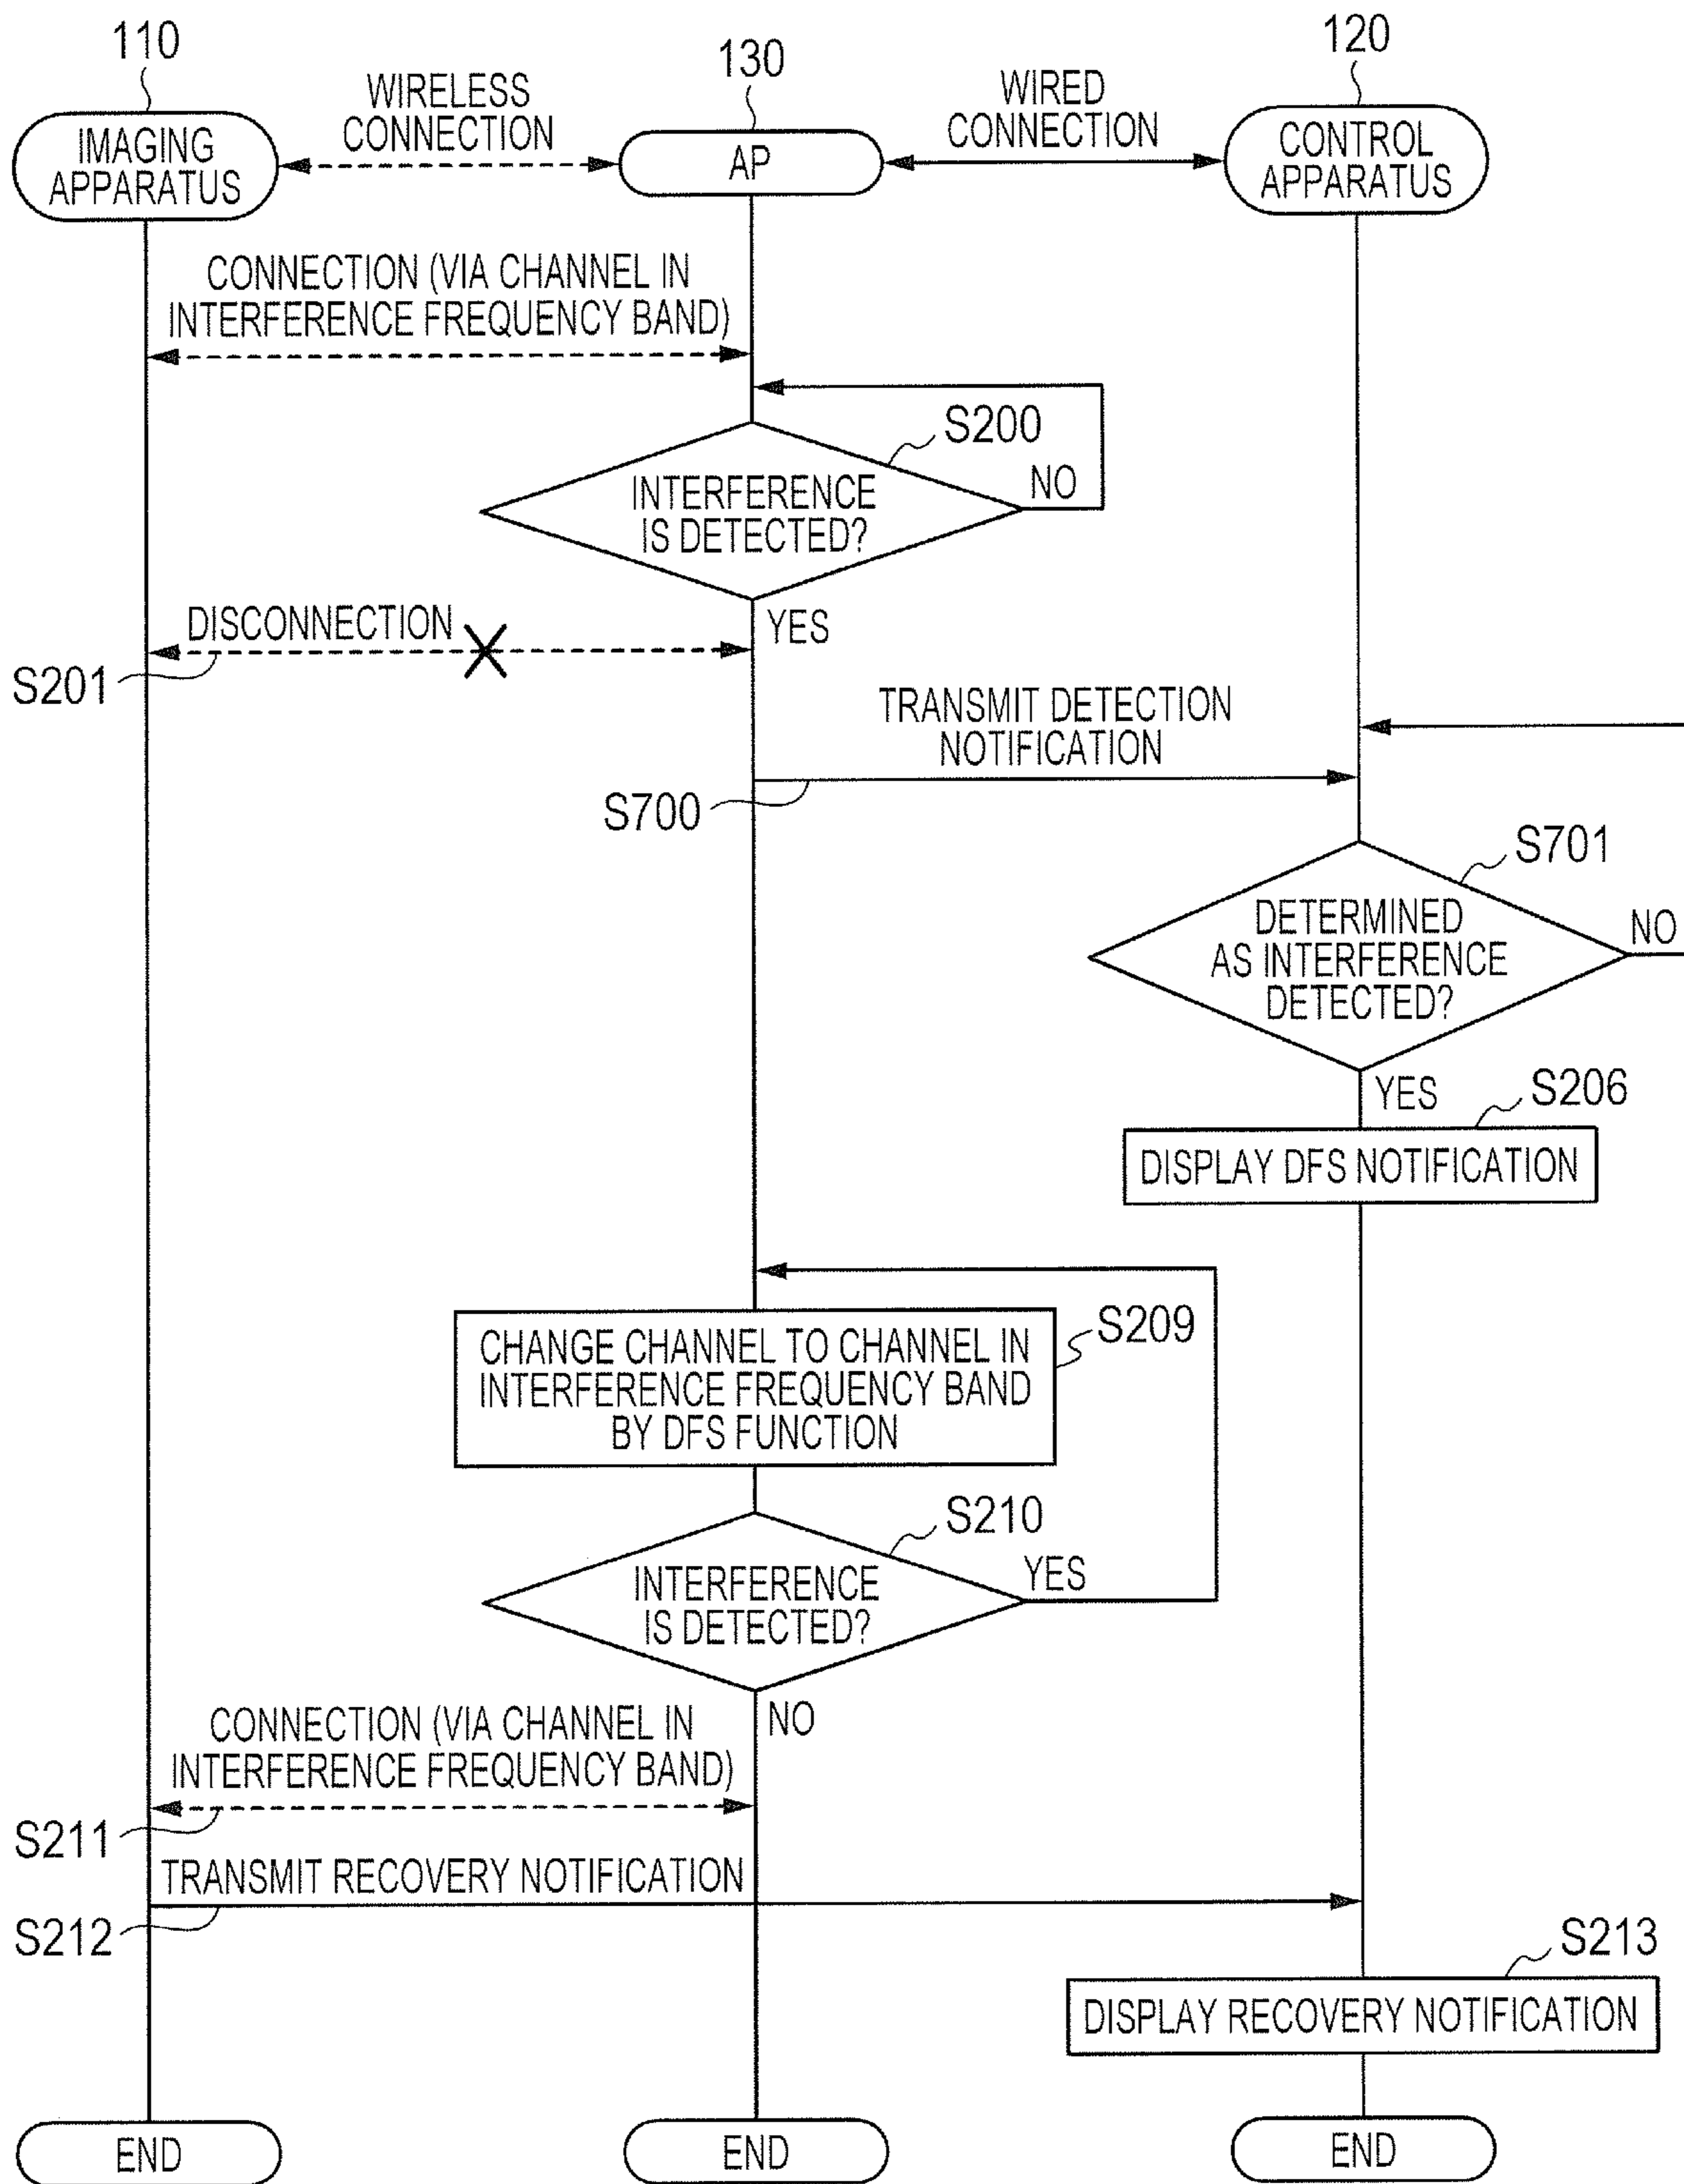 110
130
120
WIRELESS
CONNECTION
WIRED
CONNECTION
IMAGING
APPARATUS
AP
CONTROL
APPARATUS
CONNECTION (VIA CHANNEL IN
INTERFERENCE FREQUENCY BAND)
S200
INTERFERENCE
IS DETECTED?
NO
YES
DISCONNECTION
S201
TRANSMIT DETECTION
NOTIFICATION
S700
S701
DETERMINED
AS INTERFERENCE
DETECTED?
NO
YES
S206
DISPLAY DFS NOTIFICATION
S209
CHANGE CHANNEL TO CHANNEL IN
INTERFERENCE FREQUENCY BAND
BY DFS FUNCTION
S210
INTERFERENCE
IS DETECTED?
YES
NO
CONNECTION (VIA CHANNEL IN
INTERFERENCE FREQUENCY BAND)
S211
TRANSMIT RECOVERY NOTIFICATION
S212
S213
DISPLAY RECOVERY NOTIFICATION
END
END
END